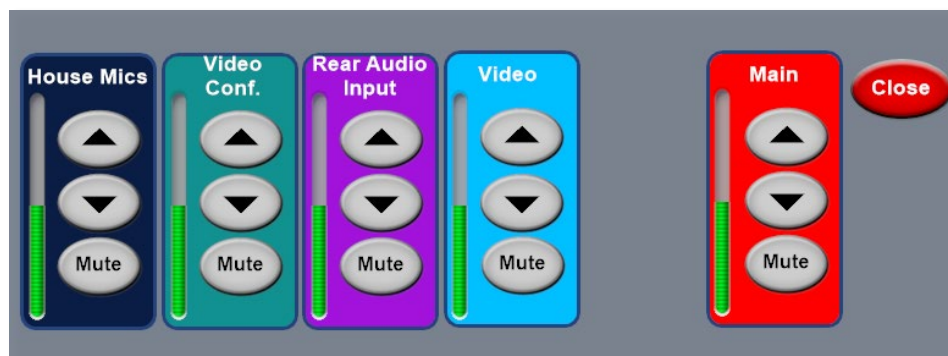 House Mics
Video
Conf.
Rear Audio
Input
Video
Main
Close
Mute
Mute
Mute
Mute
Mute